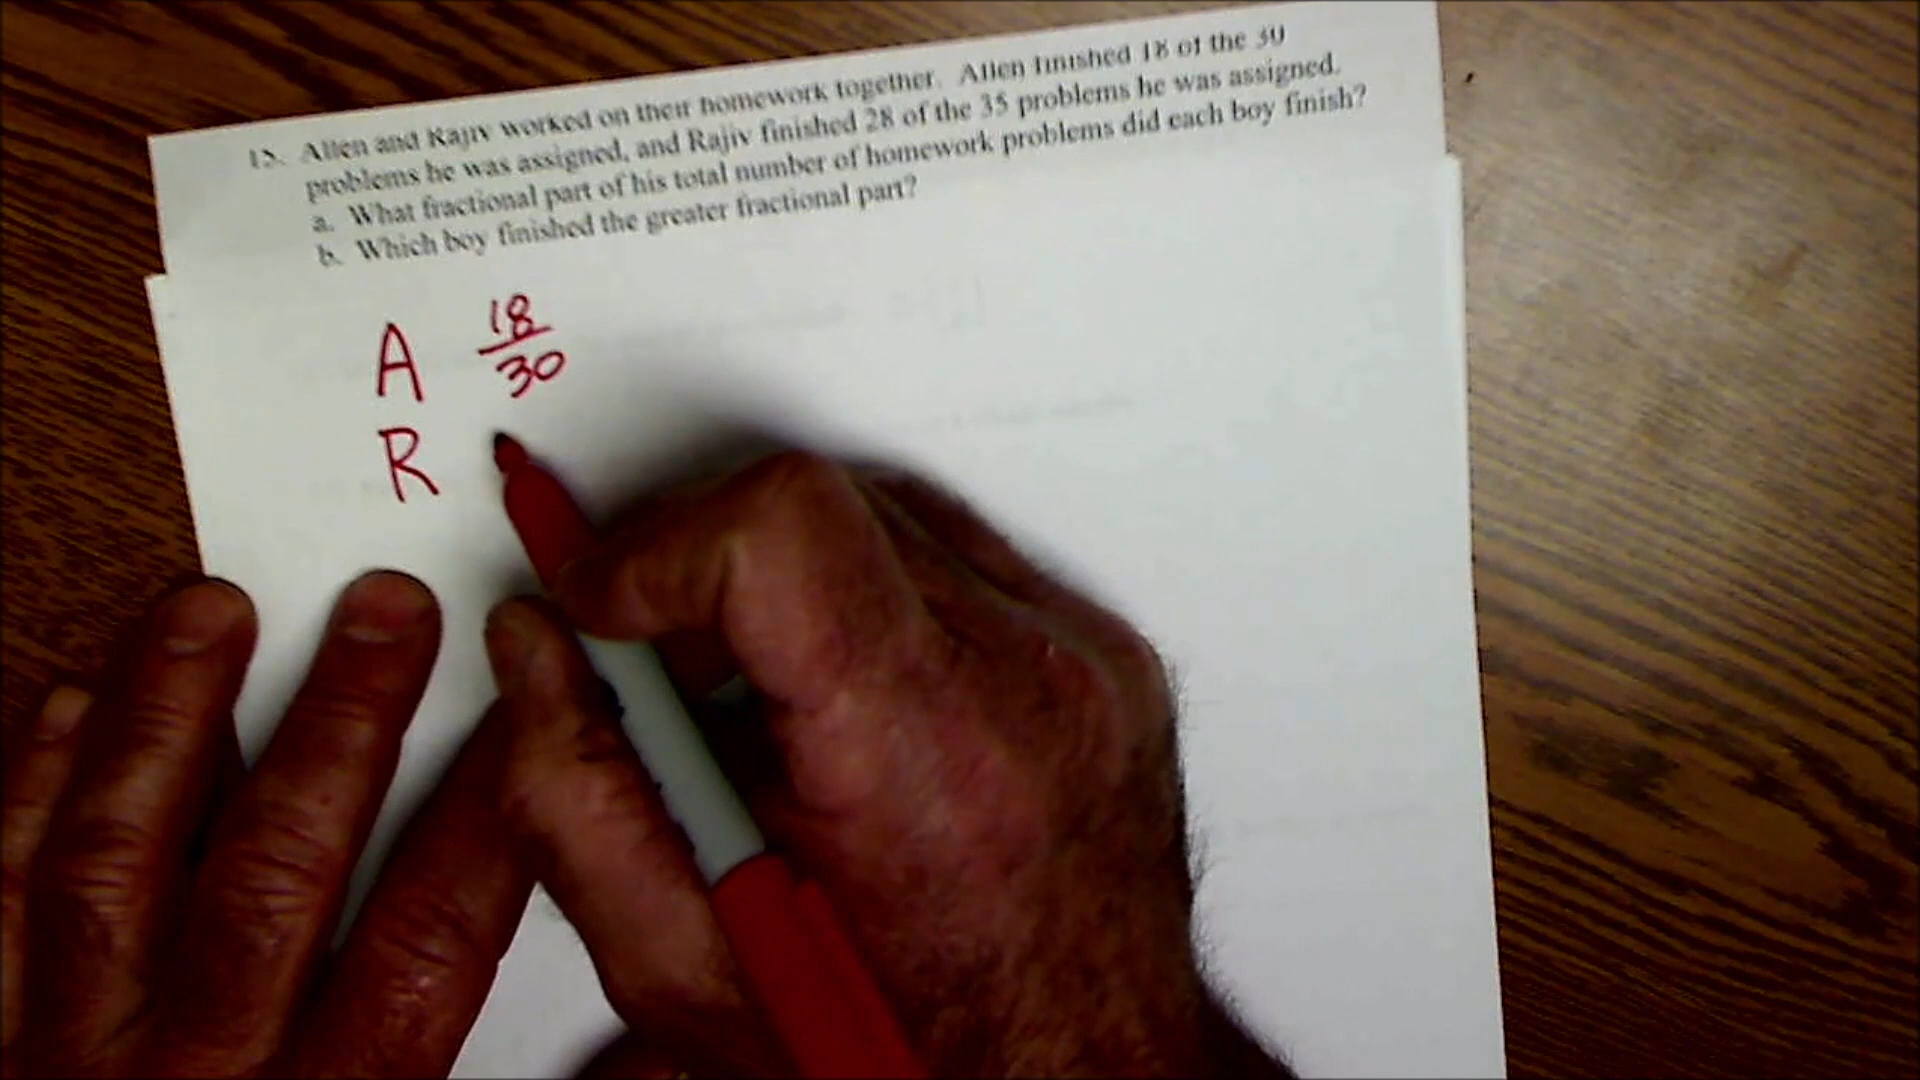 15. Allen and Rajiv worked on their homework together. Allen finished 18 of the 30
problems he was assigned, and Rajiv finished 28 of the 35 problems he was assigned.
a. What fractional part of his total number of homework problems did each boy finish?
b. Which boy finished the greater fractional part?
A 18
30
R